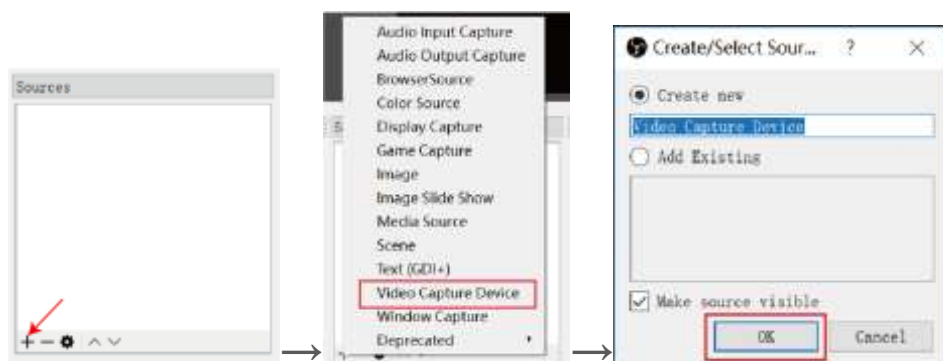 Sources
Audio Input Capture
Audio Output Capture
BrowserSource
Color Source
Display Capture
Game Capture
Image
Image Slide Show
Media Source
Scene
Text (GDI+)
Video Capture Device
Window Capture
Deprecated
Create/Select Sour... ?
Create new
Video Capture Device
Add Existing
Make source visible
OK Cancel